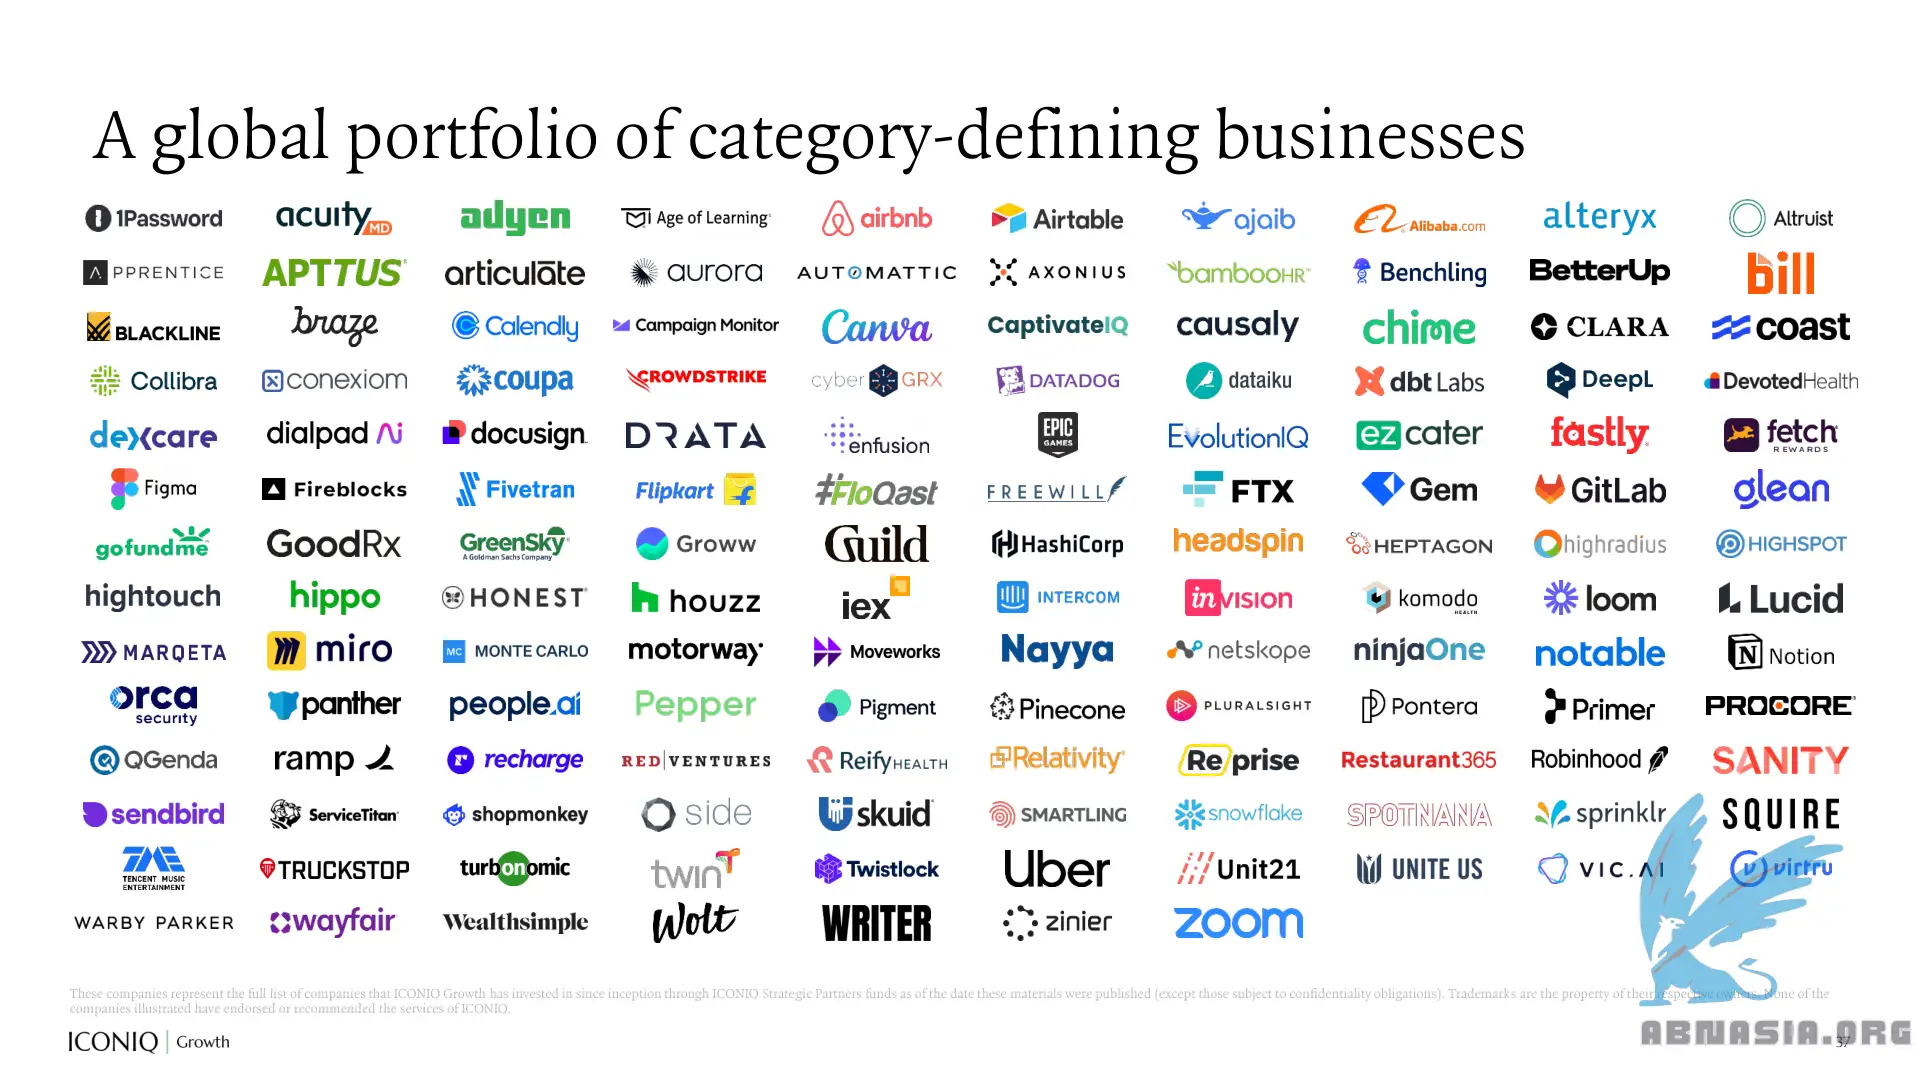 A global portfolio of category-defining businesses
1Password acuityMD adyen Age of Learning airbnb Airtable ajaib Alibaba.com alteryx Altruist
APPRENTICE APTTUS articulate aurora AUTOMATTIC AXONIUS bambooHR Benchling BetterUp bill
BLACKLINE braze Calendly Campaign Monitor Canva CaptivateIQ causaly chime CLARA coast
Collibra conexiom coupa CROWDSTRIKE cyberGRX DATADOG dataiku dbt Labs DeepL DevotedHealth
dexcare dialpad Ai docusign DRATA enfusion EPIC GAMES EvolutionIQ ezcater fastly fetch REWARDS
Figma Fireblocks Fivetran Flipkart #FloQast FREEWILL FTX Gem GitLab glean
gofundme GoodRx GreenSky A Goldman Sachs Company Groww Guild HashiCorp headspin HEPTAGON highradius HIGHSPOT
hightouch hippo HONEST houzz iex INTERCOM inVISION komodo HEALTH loom Lucid
MARQETA miro MC MONTE CARLO motorway Moveworks Nayya netskope ninjaOne notable Notion
orca security panther people.ai Pepper Pigment Pinecone PLURALSIGHT Pontera Primer PROCORE
QGenda ramp recharge RED|VENTURES ReifyHEALTH Relativity Reprise Restaurant365 Robinhood SANITY
sendbird ServiceTitan shopmonkey side skuid SMARTLING snowflake SPOTNANA sprinklr SQUIRE
TME TENCENT MUSIC ENTERTAINMENT TRUCKSTOP turbonomic twin Twistlock Uber Unit21 UNITE US VIC.AI virtru
WARBY PARKER wayfair Wealthsimple Wolt WRITER zinier zoom
These companies represent the full list of companies that ICONIQ Growth has invested in since inception through ICONIQ Strategic Partners funds as of the date these materials were published (except those subject to confidentiality obligations). Trademarks are the property of their respective owners. None of the
companies illustrated have endorsed or recommended the services of ICONIQ.
ICONIQ | Growth
37
ABNASIA.ORG